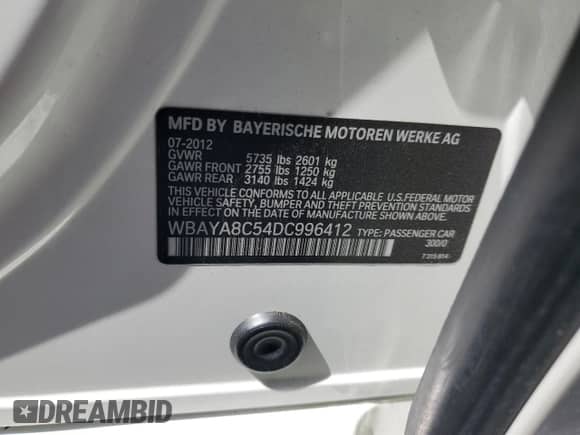 MFD BY BAYERISCHE MOTOREN WERKE AG
07-2012
GVWR 5735 lbs 2601 kg
GAWR FRONT 2755 lbs 1250 kg
GAWR REAR 3140 lbs 1424 kg
THIS VEHICLE CONFORMS TO ALL APPLICABLE U.S. FEDERAL MOTOR
VEHICLE SAFETY, BUMPER, AND THEFT PREVENTION STANDARDS
IN EFFECT ON THE DATE OF MANUFACTURE SHOWN ABOVE.
WBAYA8C54DC996412 TYPE: PASSENGER CAR
300/0
DREAMBID